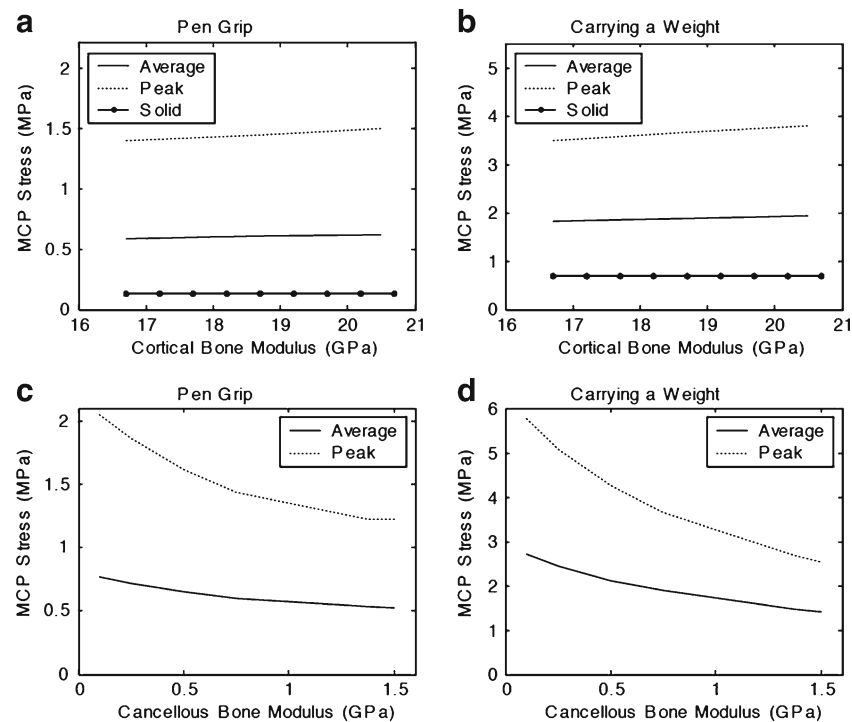 a
Pen Grip
2
1.5
1
0.5
0
MCP Stress (MPa)
Average
Peak
Solid
16 17 18 19 20 21
Cortical Bone Modulus (GPa)
b
Carrying a Weight
5
4
3
2
1
0
MCP Stress (MPa)
Average
Peak
Solid
16 17 18 19 20 21
Cortical Bone Modulus (GPa)
c
Pen Grip
2
1.5
1
0.5
0
MCP Stress (MPa)
Average
Peak
0 0.5 1 1.5
Cancellous Bone Modulus (GPa)
d
Carrying a Weight
6
5
4
3
2
1
0
MCP Stress (MPa)
Average
Peak
0 0.5 1 1.5
Cancellous Bone Modulus (GPa)